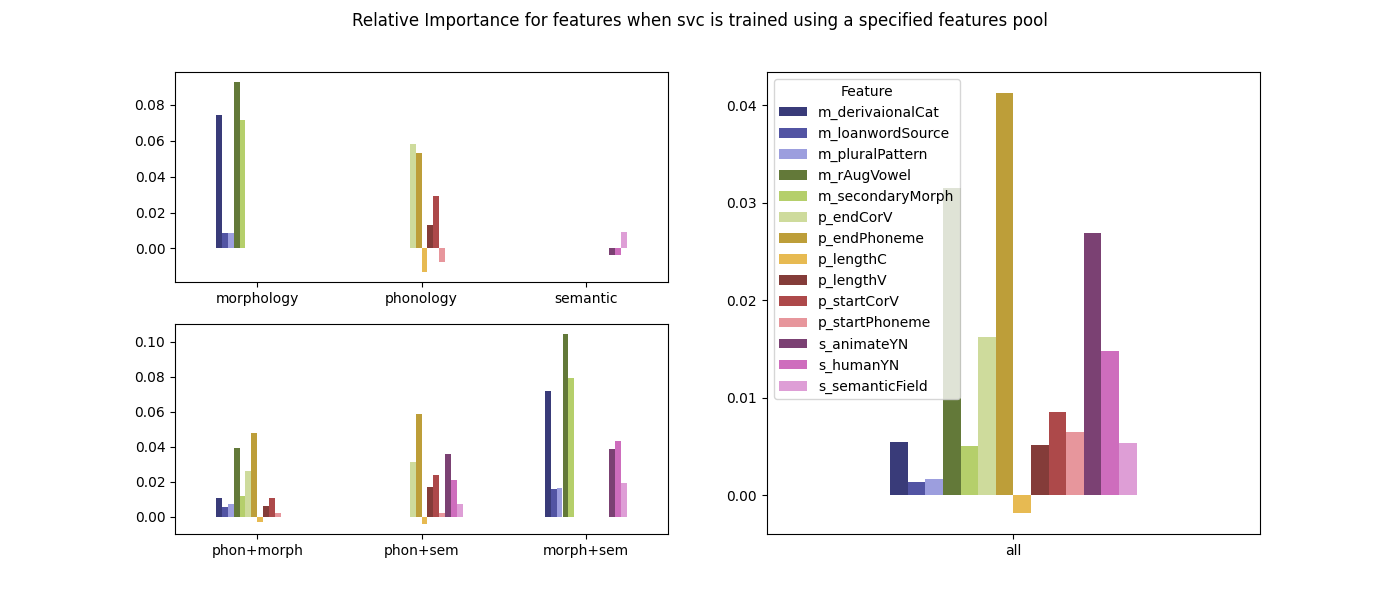 Relative Importance for features when svc is trained using a specified features pool
0.08
0.06
0.04
0.02
0.00
morphology
phonology
semantic
0.10
0.08
0.06
0.04
0.02
0.00
phon+morph
phon+sem
morph+sem
0.04
0.03
0.02
0.01
0.00
Feature
m_derivaionalCat
m_loanwordSource
m_pluralPattern
m_rAugVowel
m_secondaryMorph
p_endCorV
p_endPhoneme
p_lengthC
p_lengthV
p_startCorV
p_startPhoneme
s_animateYN
s_humanYN
s_semanticField
all